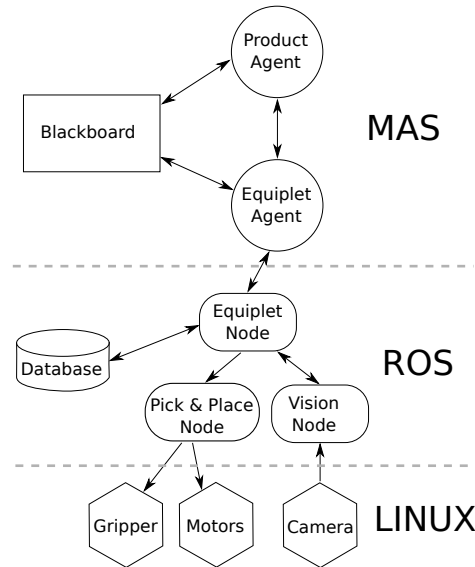 Product
Agent
Blackboard
MAS
Equiplet
Agent
Equiplet
Node
Database
ROS
Pick & Place
Node
Vision
Node
Gripper
Motors
Camera
LINUX